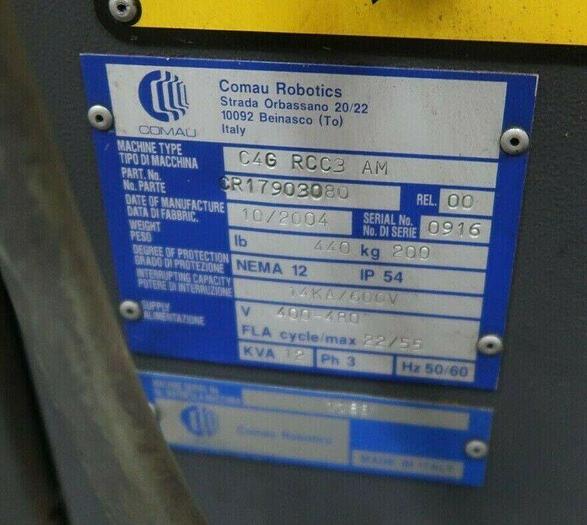 COMAU
Comau Robotics
Strada Orbassano 20/22
10092 Beinasco (To)
Italy
MACHINE TYPE
TIPO DI MACCHINA
C4G RCC3 AM
PART. No.
No. PARTE
CR17903080
REL. 00
DATE OF MANUFACTURE
DATA DI FABBRIC.
10/2004
SERIAL No.
No. DI SERIE
0916
WEIGHT
PESO
lb 440 kg 200
DEGREE OF PROTECTION
GRADO DI PROTEZIONE
NEMA 12 IP 54
INTERRUPTING CAPACITY
POTERE DI INTERRUZIONE
14KA/600V
SUPPLY
ALIMENTAZIONE
V 400-480
FLA cycle/max 22/55
KVA 12 Ph 3 Hz 50/60
COMAU
Comau Robotics
MADE IN ITALY